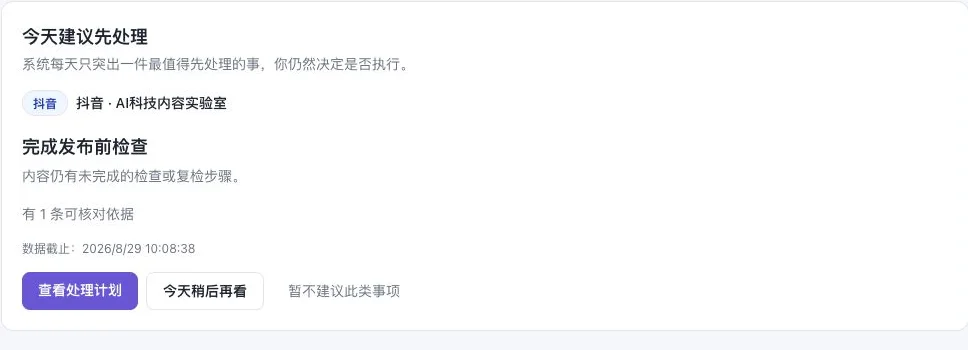 今天建议先处理
系统每天只突出一件最值得先处理的事，你仍然决定是否执行。
抖音 抖音 · AI科技内容实验室
完成发布前检查
内容仍有未完成的检查或复检步骤。
有 1 条可核对依据
数据截止：2026/8/29 10:08:38
查看处理计划 今天稍后再看 暂不建议此类事项